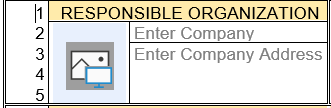 1 RESPONSIBLE ORGANIZATION
2 Enter Company
3 Enter Company Address
4
5